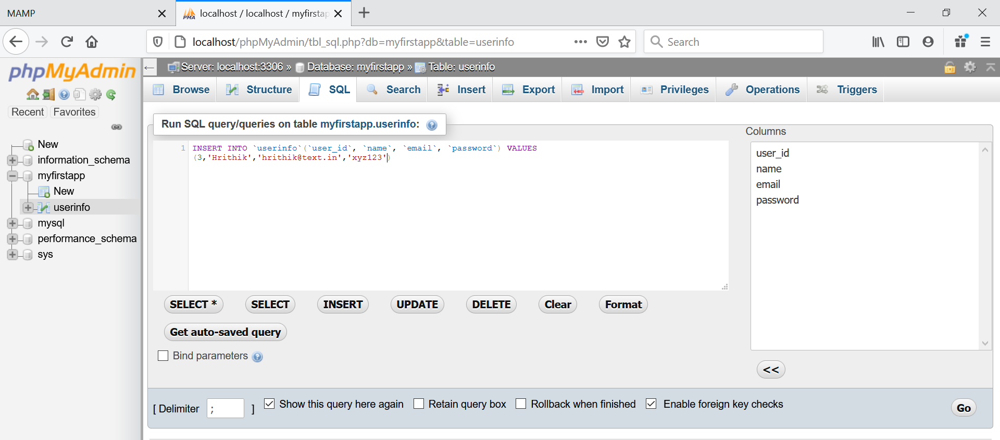 MAMP
localhost / localhost / myfirstap
localhost/phpMyAdmin/tbl_sql.php?db=myfirstapp&table=userinfo
Search
phpMyAdmin
Recent Favorites
New
information_schema
myfirstapp
New
userinfo
mysql
performance_schema
sys
Server: localhost:3306 » Database: myfirstapp » Table: userinfo
Browse Structure SQL Search Insert Export Import Privileges Operations Triggers
Run SQL query/queries on table myfirstapp.userinfo:
1 INSERT INTO `userinfo`(`user_id`, `name`, `email`, `password`) VALUES
(3,'Hrithik','hrithik@text.in','xyz123')
Columns
user_id
name
email
password
SELECT * SELECT INSERT UPDATE DELETE Clear Format
Get auto-saved query
Bind parameters
<<
[ Delimiter ; ] Show this query here again Retain query box Rollback when finished Enable foreign key checks
Go